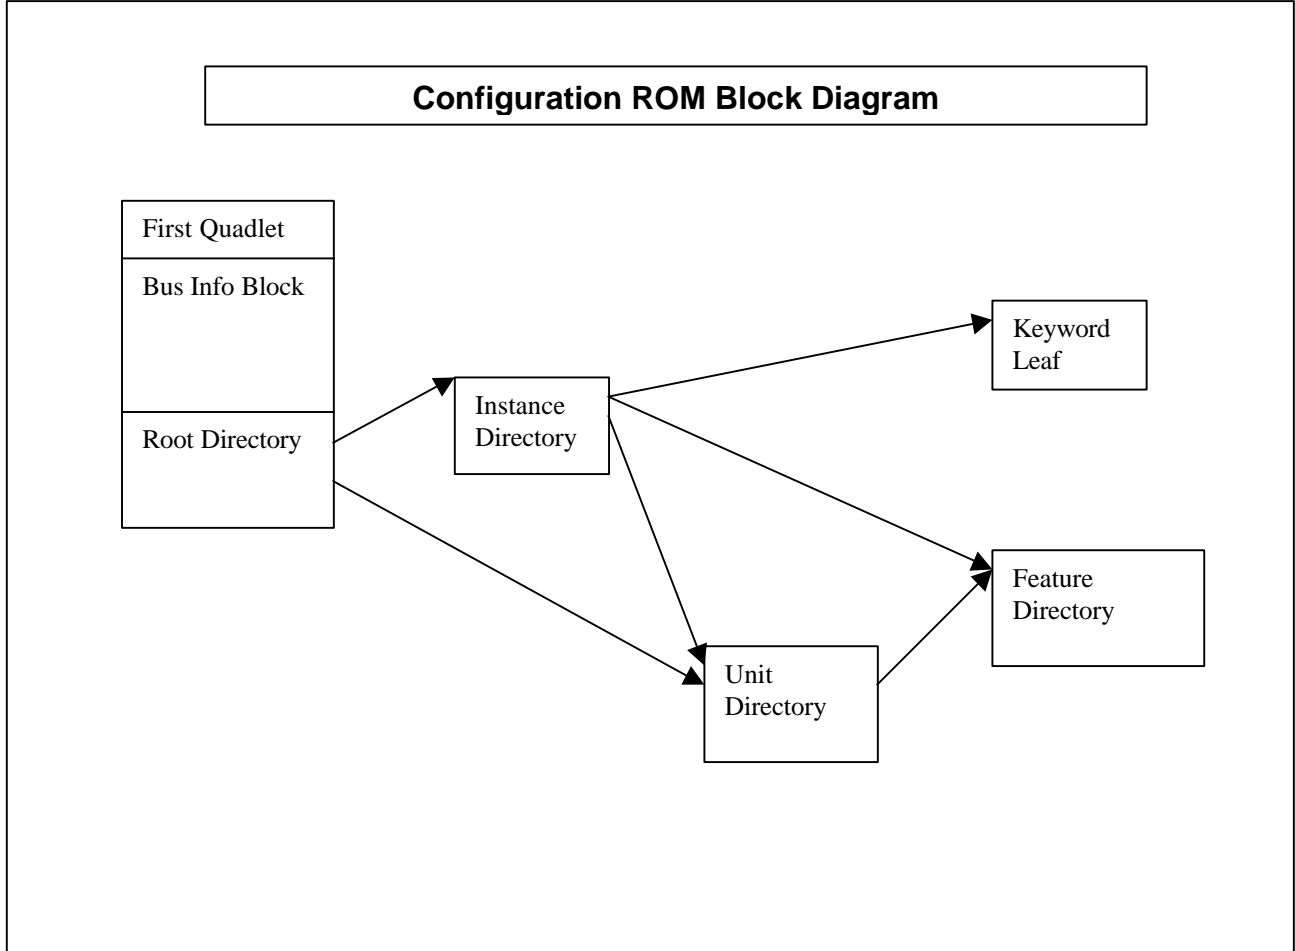 Configuration ROM Block Diagram
First Quadlet
Bus Info Block
Root Directory
Instance
Directory
Keyword
Leaf
Feature
Directory
Unit
Directory